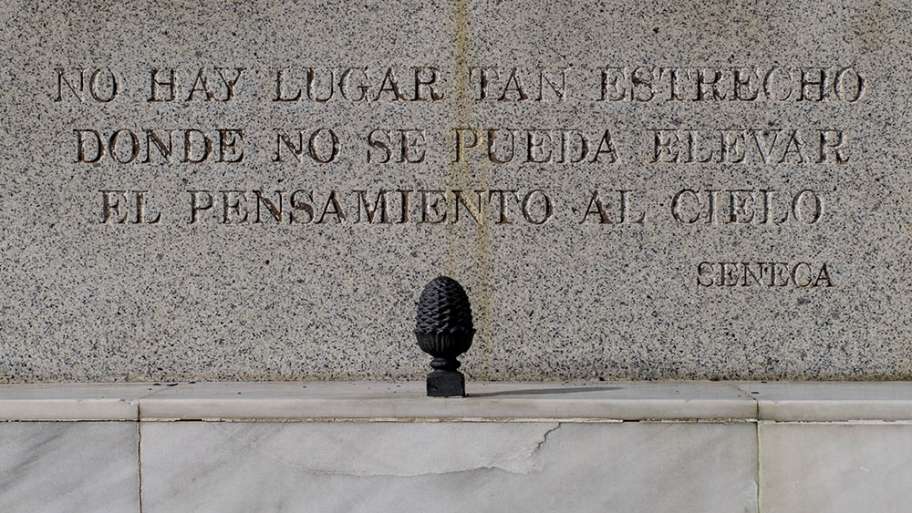 NO HAY LUGAR TAN ESTRECHO
DONDE NO SE PUEDA ELEVAR
EL PENSAMIENTO AL CIELO
SENECA